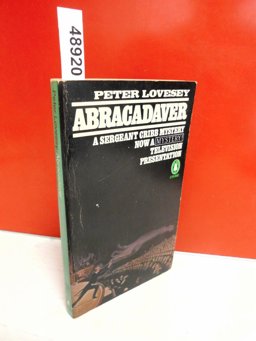 48920
PETER LOVESEY
ABRACADAVER
A SERGEANT CRIBB MYSTERY
NOW A MYSTERY!
TELEVISION
PRESENTATION